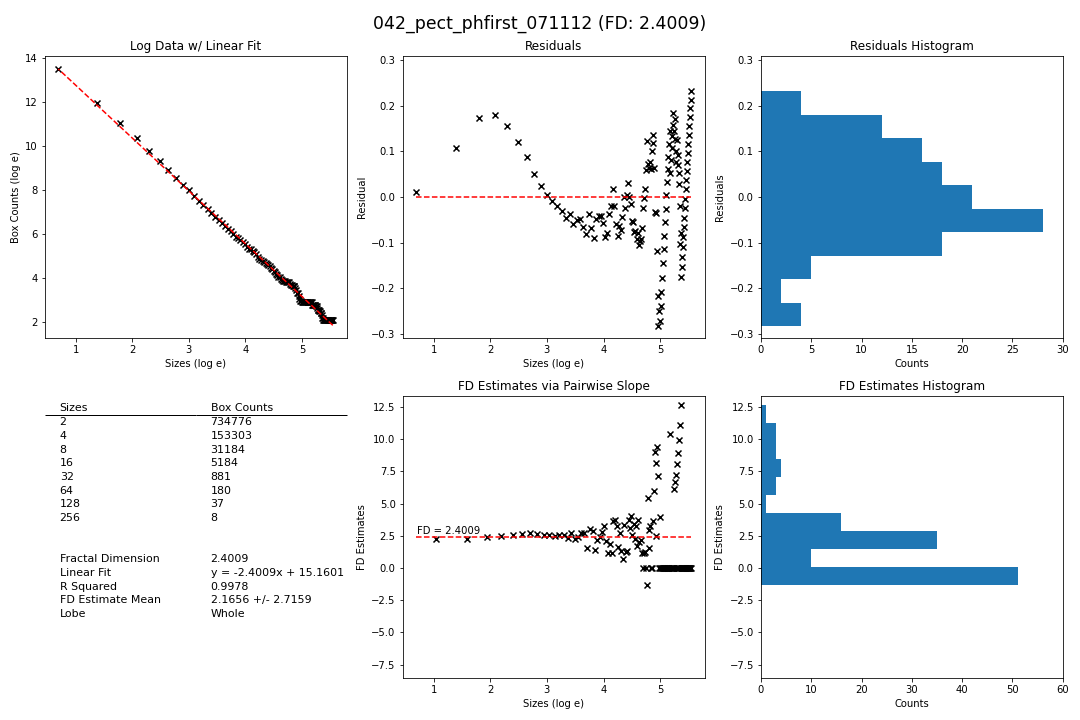 042_pect_phfirst_071112 (FD: 2.4009)
Log Data w/ Linear Fit
14
12
10
8
6
4
2
Box Counts (log e)
1 2 3 4 5
Sizes (log e)
Residuals
0.3
0.2
0.1
0.0
−0.1
−0.2
−0.3
Residual
1 2 3 4 5
Sizes (log e)
Residuals Histogram
0.3
0.2
0.1
0.0
−0.1
−0.2
−0.3
Residuals
0 5 10 15 20 25 30
Counts
Sizes Box Counts
2 734776
4 153303
8 31184
16 5184
32 881
64 180
128 37
256 8
Fractal Dimension 2.4009
Linear Fit y = -2.4009x + 15.1601
R Squared 0.9978
FD Estimate Mean 2.1656 +/- 2.7159
Lobe Whole
FD Estimates via Pairwise Slope
12.5
10.0
7.5
5.0
2.5
0.0
−2.5
−5.0
−7.5
FD Estimates
FD = 2.4009
1 2 3 4 5
Sizes (log e)
FD Estimates Histogram
12.5
10.0
7.5
5.0
2.5
0.0
−2.5
−5.0
−7.5
FD Estimates
0 10 20 30 40 50 60
Counts